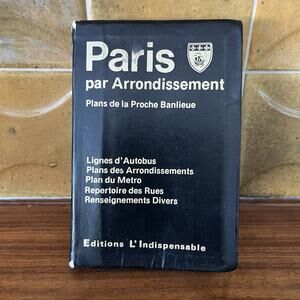 Paris
par Arrondissement
Plans de la Proche Banlieue
Lignes d'Autobus
Plans des Arrondissements
Plan du Metro
Repertoire des Rues
Renseignements Divers
Editions L'Indispensable